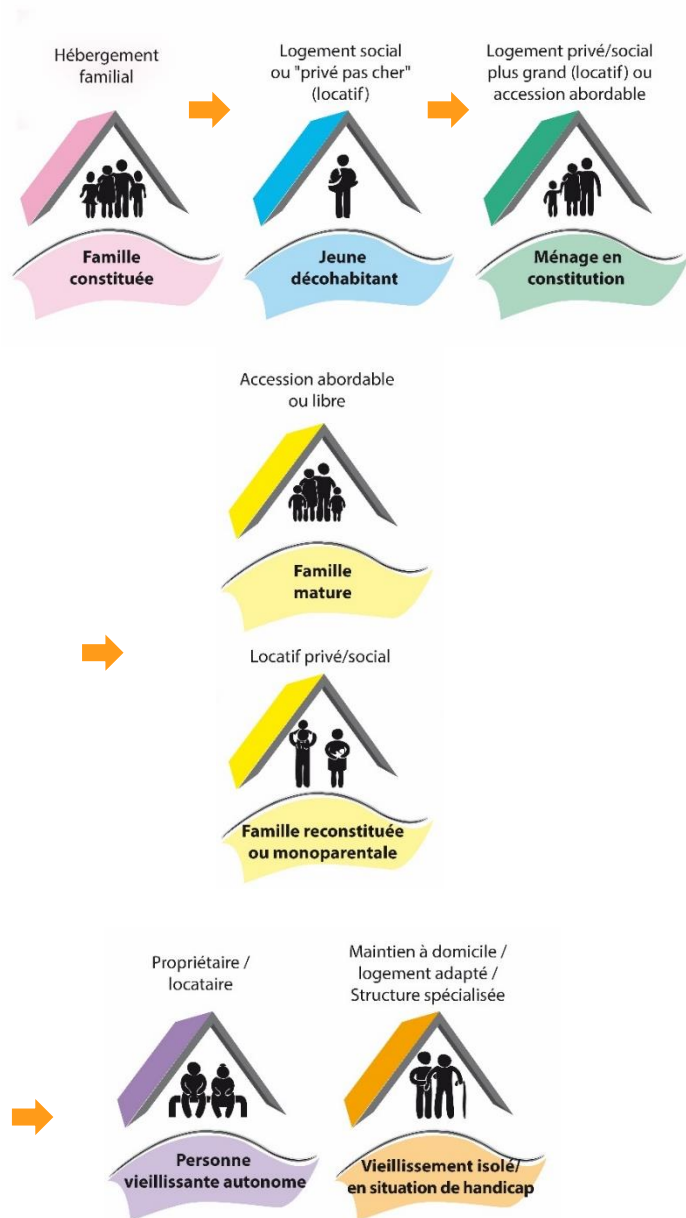 Hébergement
familial
Famille
constituée
Logement social
ou "privé pas cher"
(locatif)
Jeune
décohabitant
Logement privé/social
plus grand (locatif) ou
accession abordable
Ménage en
constitution
Accession abordable
ou libre
Famille
mature
Locatif privé/social
Famille reconstituée
ou monoparentale
Propriétaire /
locataire
Personne
vieillissante autonome
Maintien à domicile /
logement adapté /
Structure spécialisée
Vieillissement isolé/
en situation de handicap